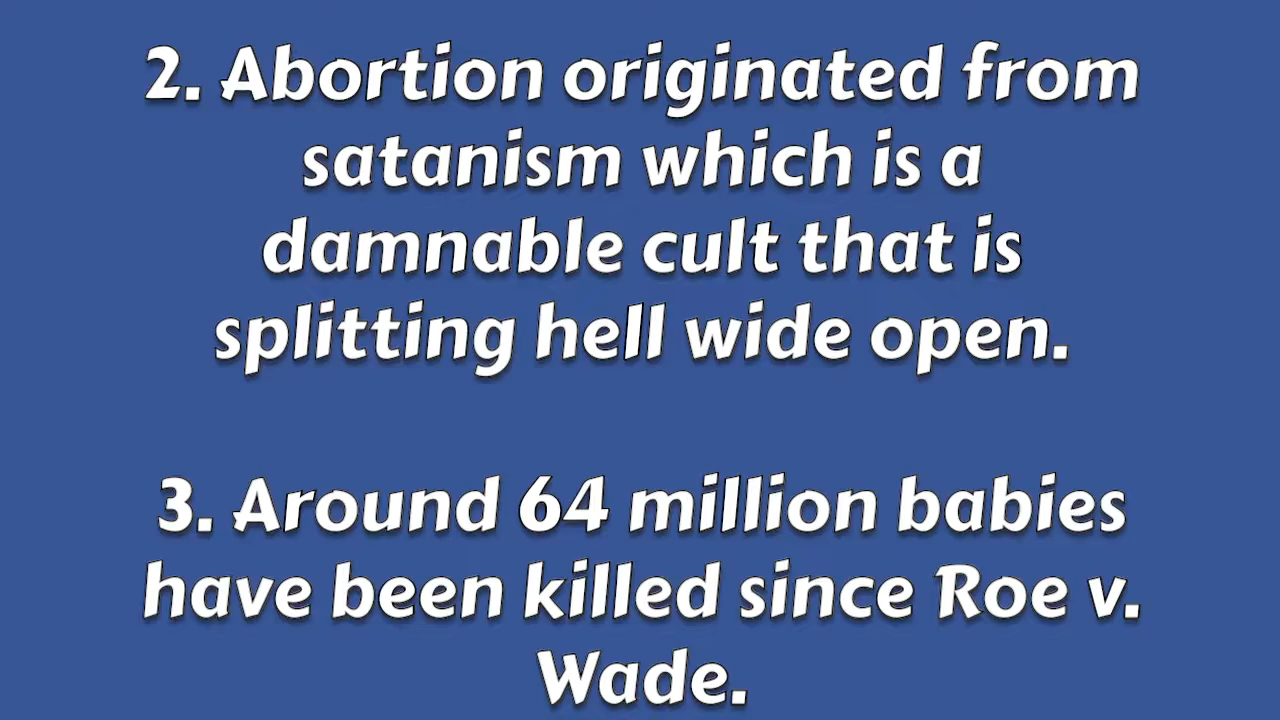 2. Abortion originated from
satanism which is a
damnable cult that is
splitting hell wide open.
3. Around 64 million babies
have been killed since Roe v.
Wade.